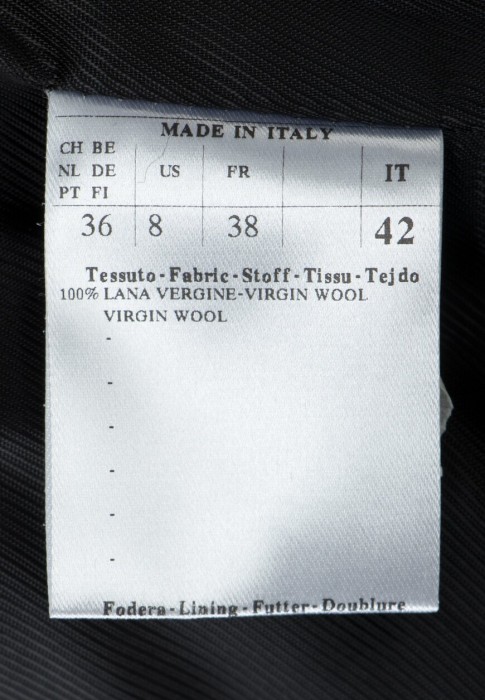 MADE IN ITALY
CH BE
NL DE US FR IT
PT FI
36 8 38 42
Tessuto-Fabric-Stoff-Tissu-Tejdo
100% LANA VERGINE-VIRGIN WOOL
VIRGIN WOOL
-
-
-
-
-
-
Fodera-Lining-Futter-Doublure